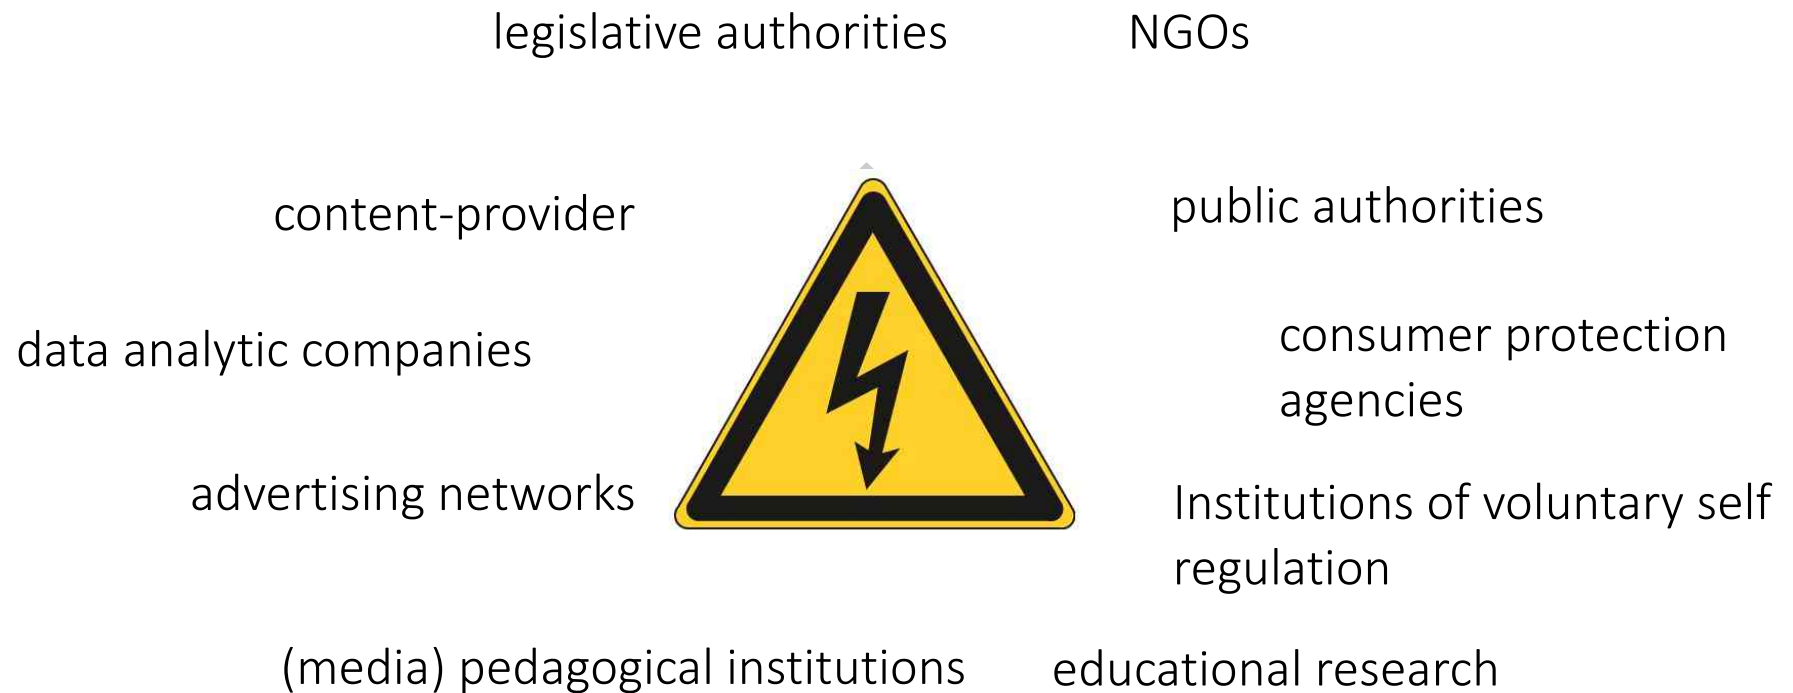 legislative authorities
NGOs
content-provider
public authorities
data analytic companies
consumer protection
agencies
advertising networks
Institutions of voluntary self
regulation
(media) pedagogical institutions
educational research